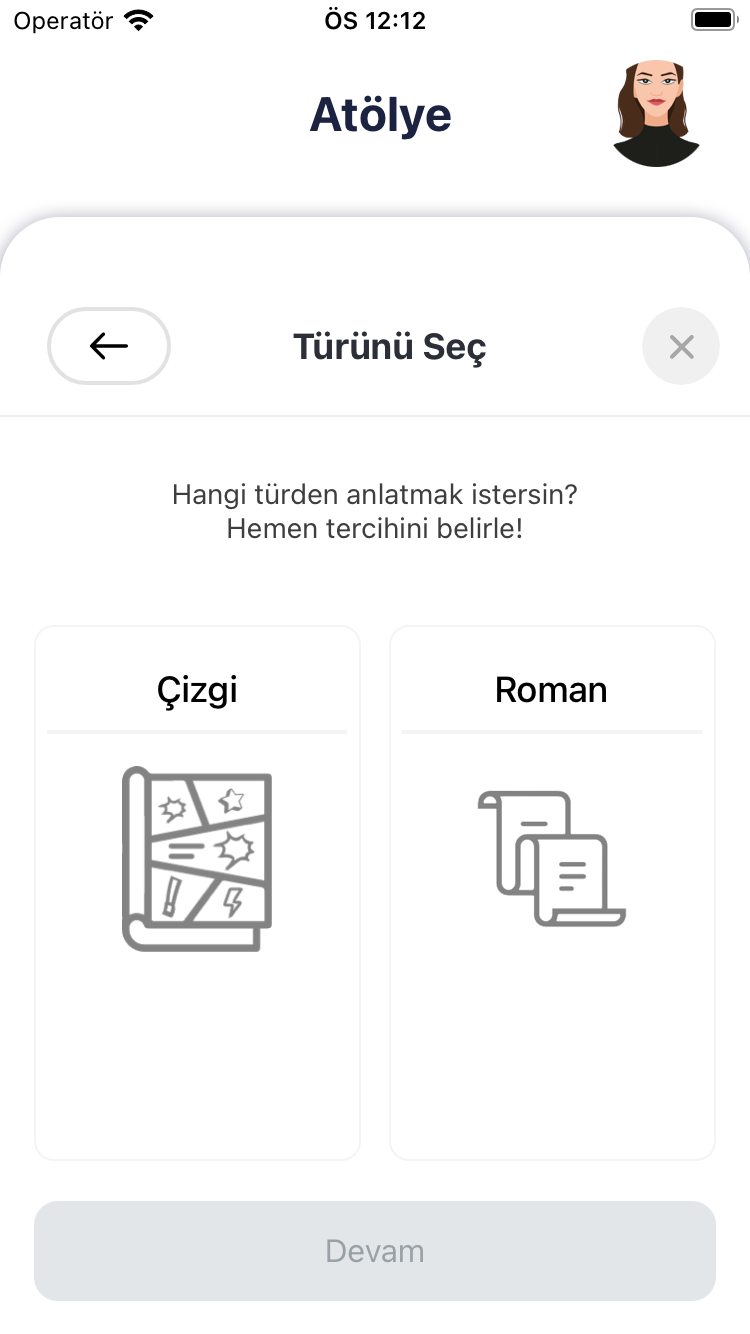 Operatör
ÖS 12:12
Atölye
Türünü Seç
Hangi türden anlatmak istersin?
Hemen tercihini belirle!
Çizgi
Roman
Devam